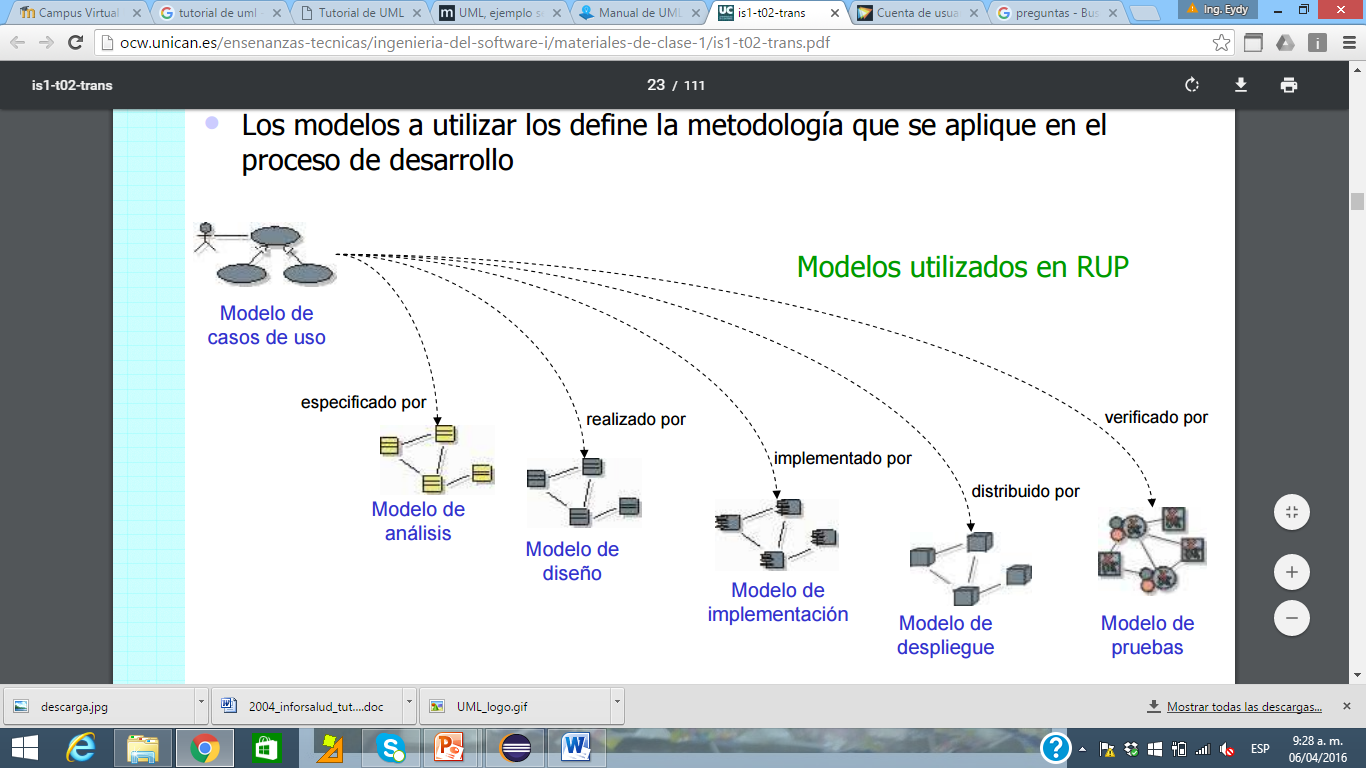 Campus Virtual
tutorial de uml -
Tutorial de UML
UML, ejemplo se
Manual de UML
is1-t02-trans
Cuenta de usua
preguntas - Bus
Ing. Eydy
ocw.unican.es/ensenanzas-tecnicas/ingenieria-del-software-i/materiales-de-clase-1/is1-t02-trans.pdf
is1-t02-trans
23 / 111
Los modelos a utilizar los define la metodología que se aplique en el
proceso de desarrollo
Modelos utilizados en RUP
Modelo de
casos de uso
especificado por
realizado por
verificado por
implementado por
distribuido por
Modelo de
análisis
Modelo de
diseño
Modelo de
implementación
Modelo de
despliegue
Modelo de
pruebas
descarga.jpg
2004_inforsalud_tut....doc
UML_logo.gif
Mostrar todas las descargas...
ESP
9:28 a. m.
06/04/2016